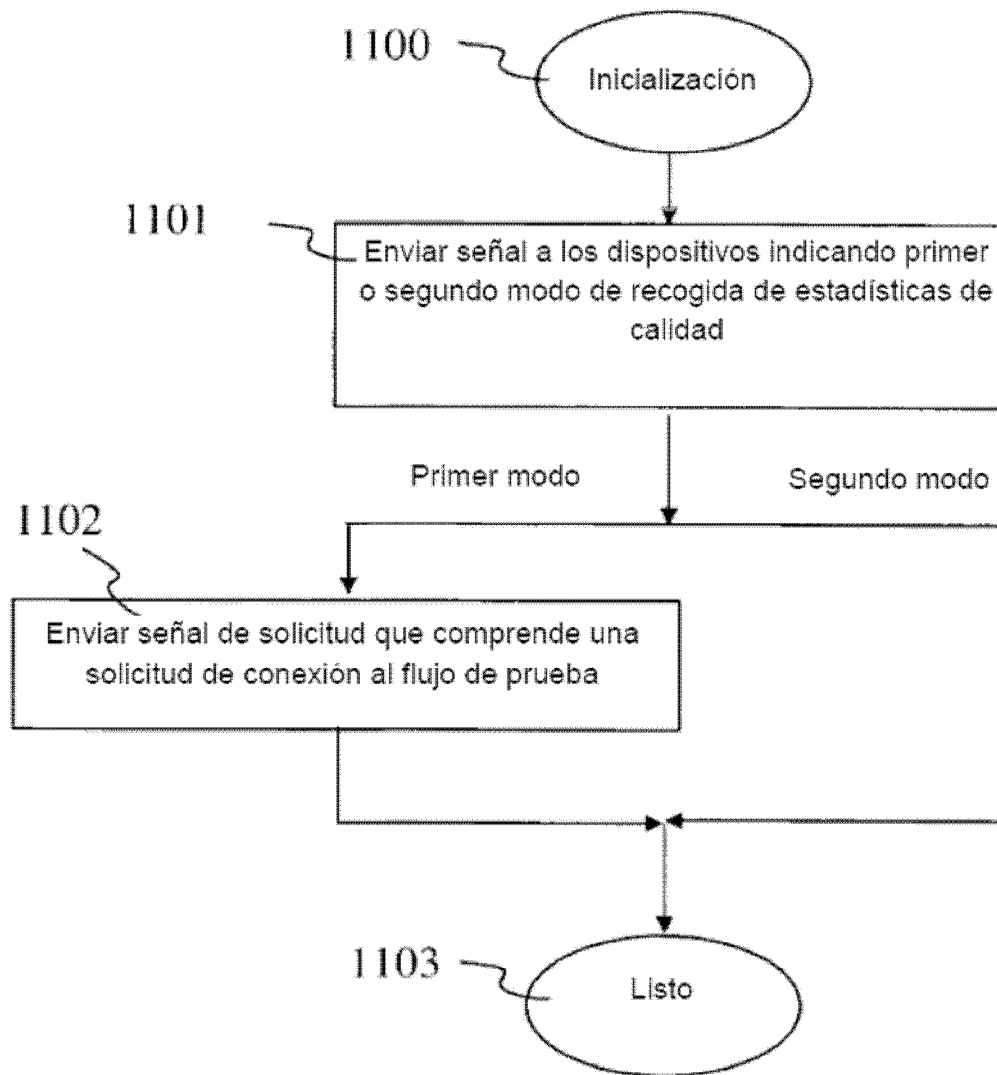 1100
Inicialización
1101
Enviar señal a los dispositivos indicando primer
o segundo modo de recogida de estadísticas de
calidad
Primer modo
Segundo modo
1102
Enviar señal de solicitud que comprende una
solicitud de conexión al flujo de prueba
1103
Listo